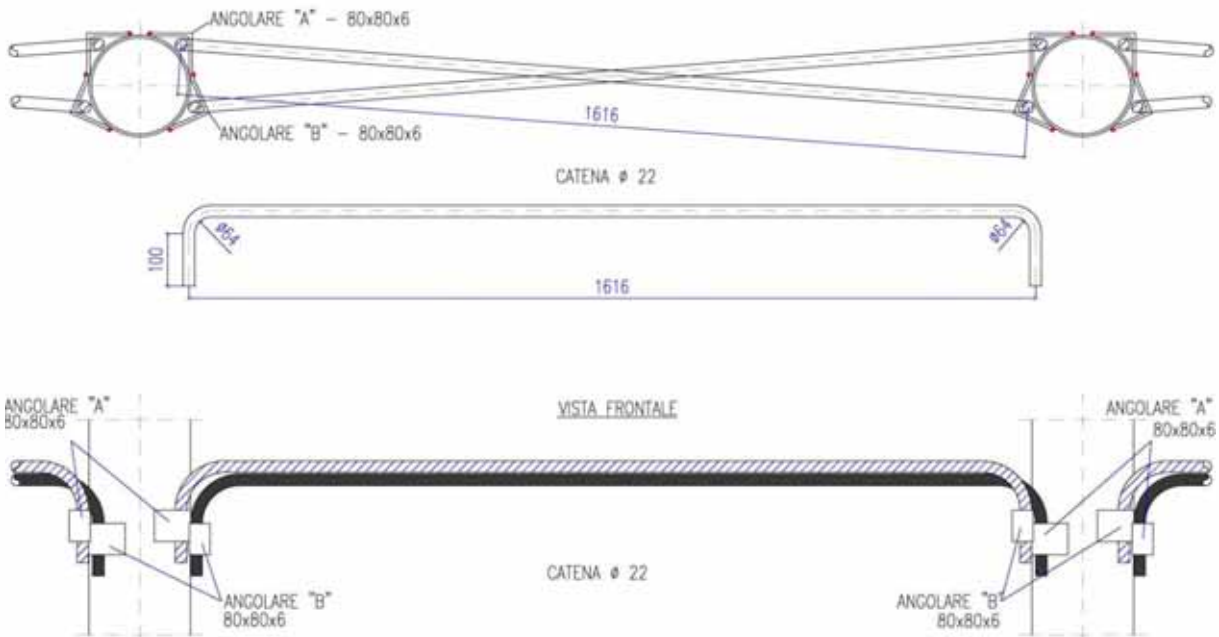 ANGOLARE "A" - 80x80x6
ANGOLARE "B" - 80x80x6
1616
CATENA ø 22
ø64
ø64
100
1616
ANGOLARE "A"
80x80x6
VISTA FRONTALE
ANGOLARE "A"
80x80x6
CATENA ø 22
ANGOLARE "B"
80x80x6
ANGOLARE "B"
80x80x6